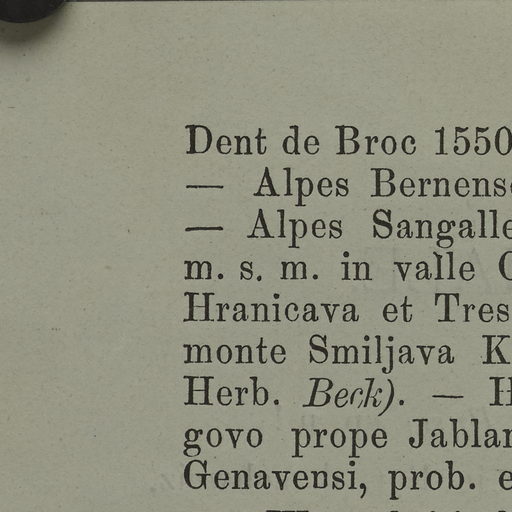 Dent de Broc 1550
— Alpes Bernens
— Alpes Sangalle
m. s. m. in valle
Hranicava et Tres
monte Smiljava K
Herb. Beck). — H
govo prope Jablan
Genavensi, prob. e